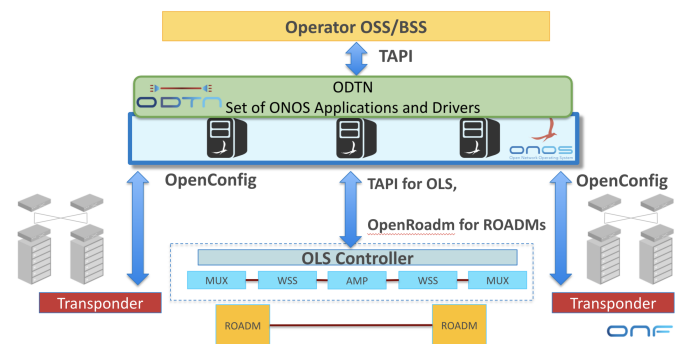 Operator OSS/BSS
TAPI
ODTN
ODTN
Set of ONOS Applications and Drivers
onos
Open Network Operating System
OpenConfig
TAPI for OLS,
OpenConfig
OpenRoadm for ROADMs
OLS Controller
MUX
WSS
AMP
WSS
MUX
Transponder
Transponder
ROADM
ROADM
ONF